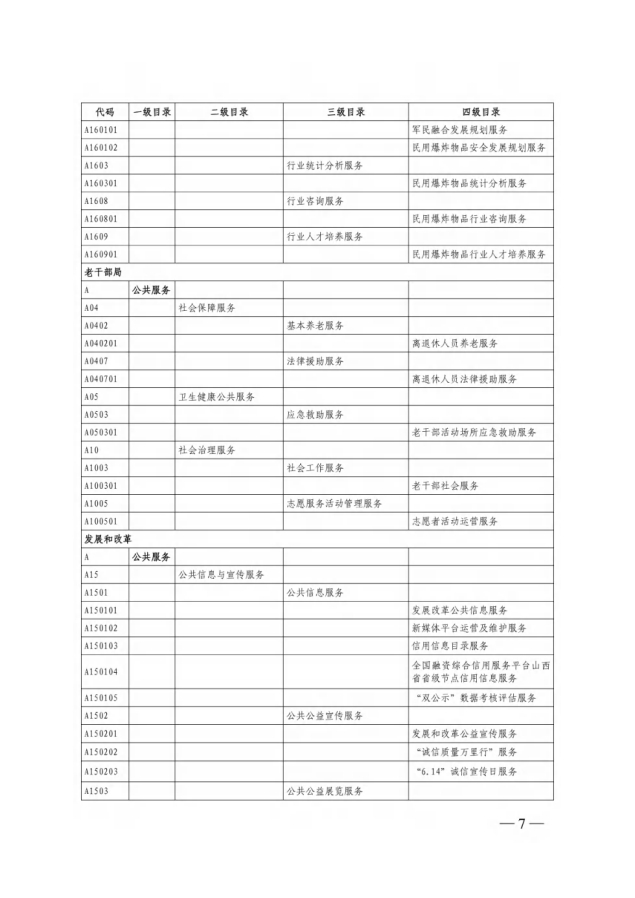 代码 一级目录 二级目录 三级目录 四级目录
A160101 军民融合发展规划服务
A160102 民用爆炸物品安全发展规划服务
A1603 行业统计分析服务
A160301 民用爆炸物品统计分析服务
A1608 行业咨询服务
A160801 民用爆炸物品行业咨询服务
A1609 行业人才培养服务
A160901 民用爆炸物品行业人才培养服务
老干部局
A 公共服务
A04 社会保障服务
A0402 基本养老服务
A040201 离退休人员养老服务
A0407 法律援助服务
A040701 离退休人员法律援助服务
A05 卫生健康公共服务
A0503 应急救助服务
A050301 老干部活动场所应急救助服务
A10 社会治理服务
A1003 社会工作服务
A100301 老干部社会服务
A1005 志愿服务活动管理服务
A100501 志愿者活动运营服务
发展和改革
A 公共服务
A15 公共信息与宣传服务
A1501 公共信息服务
A150101 发展改革公共信息服务
A150102 新媒体平台运营及维护服务
A150103 信用信息目录服务
A150104 全国融资综合信用服务平台山西
省省级节点信用信息服务
A150105 “双公示”数据考核评估服务
A1502 公共公益宣传服务
A150201 发展和改革公益宣传服务
A150202 “诚信质量万里行”服务
A150203 “6.14”诚信宣传日服务
A1503 公共公益展览服务
— 7 —